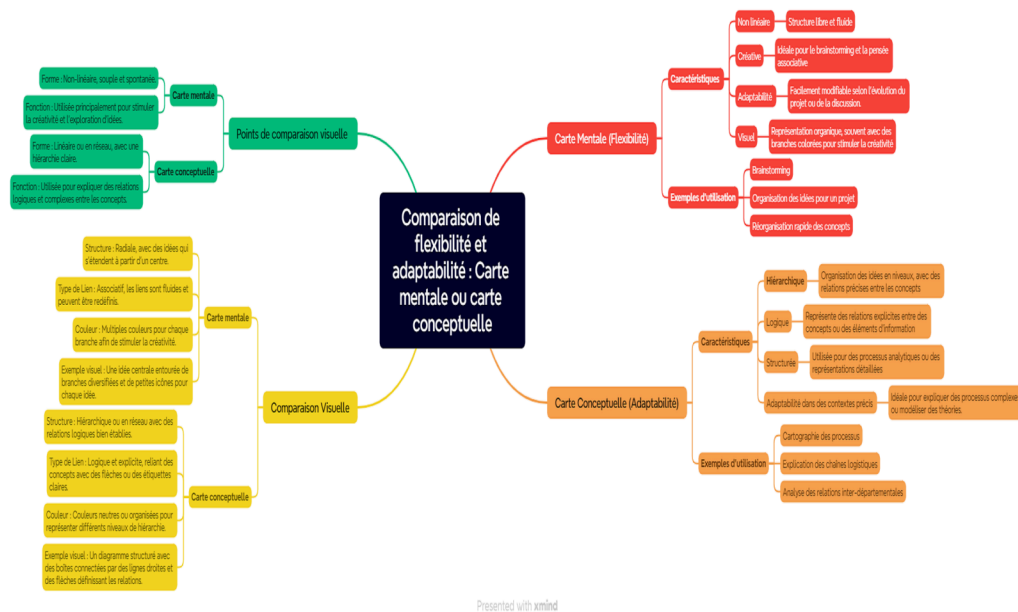 Comparaison de
flexibilité et
adaptabilité : Carte
mentale ou carte
conceptuelle
Carte Mentale (Flexibilité)
Caractéristiques
Non linéaire
Structure libre et fluide
Créative
Idéale pour le brainstorming et la pensée
associative
Adaptabilité
Facilement modifiable selon l'évolution du
projet ou de la discussion.
Visuel
Représentation organique, souvent avec des
branches colorées pour stimuler la créativité
Exemples d'utilisation
Brainstorming
Organisation des idées pour un projet
Réorganisation rapide des concepts
Carte Conceptuelle (Adaptabilité)
Caractéristiques
Hiérarchique
Organisation des idées en niveaux, avec des
relations précises entre les concepts
Logique
Représente des relations explicites entre des
concepts ou des éléments d'information
Structurée
Utilisée pour des processus analytiques ou des
représentations détaillées
Adaptabilité dans des contextes précis
Idéale pour expliquer des processus complexes
ou modéliser des théories.
Exemples d'utilisation
Cartographie des processus
Explication des chaînes logistiques
Analyse des relations inter-départementales
Points de comparaison visuelle
Carte mentale
Forme : Non-linéaire, souple et spontanée.
Fonction : Utilisée principalement pour stimuler
la créativité et l'exploration d'idées.
Carte conceptuelle
Forme : Linéaire ou en réseau, avec une
hiérarchie claire.
Fonction : Utilisée pour expliquer des relations
logiques et complexes entre les concepts.
Comparaison Visuelle
Carte mentale
Structure : Radiale, avec des idées qui
s'étendent à partir d'un centre.
Type de Lien : Associatif, les liens sont fluides et
peuvent être redéfinis.
Couleur : Multiples couleurs pour chaque
branche afin de stimuler la créativité.
Exemple visuel : Une idée centrale entourée de
branches diversifiées et de petites icônes pour
chaque idée.
Carte conceptuelle
Structure : Hiérarchique ou en réseau avec des
relations logiques bien établies.
Type de Lien : Logique et explicite, reliant des
concepts avec des flèches ou des étiquettes
claires.
Couleur : Couleurs neutres ou organisées pour
représenter différents niveaux de hiérarchie.
Exemple visuel : Un diagramme structuré avec
des boîtes connectées par des lignes droites et
des flèches définissant les relations.
Presented with xmind